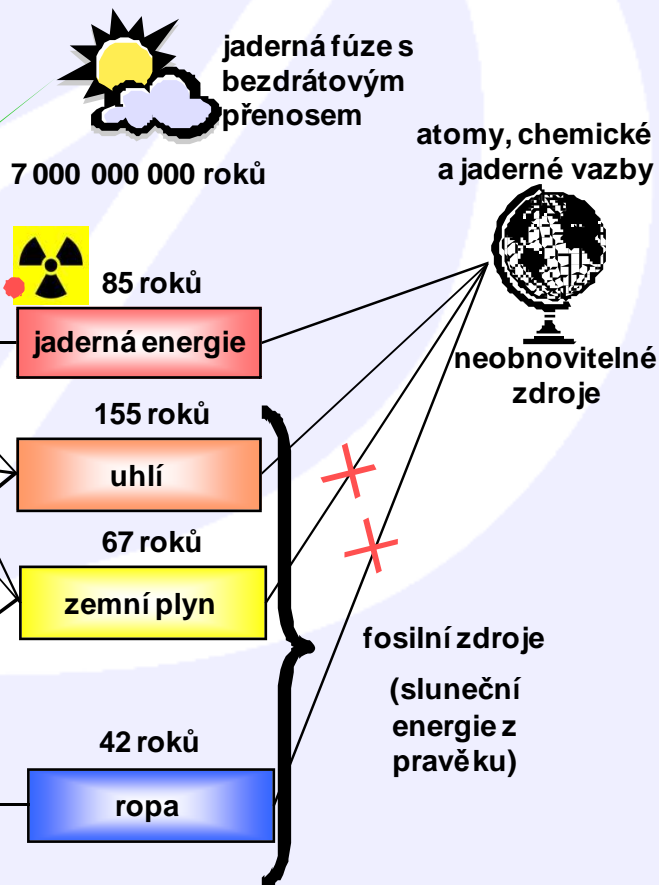 jaderná fúze s
bezdrátovým
přenosem
7 000 000 000 roků
atomy, chemické
a jaderné vazby
85 roků
jaderná energie
neobnovitelné
zdroje
155 roků
uhlí
67 roků
zemní plyn
fosilní zdroje
(sluneční
energie z
pravěku)
42 roků
ropa